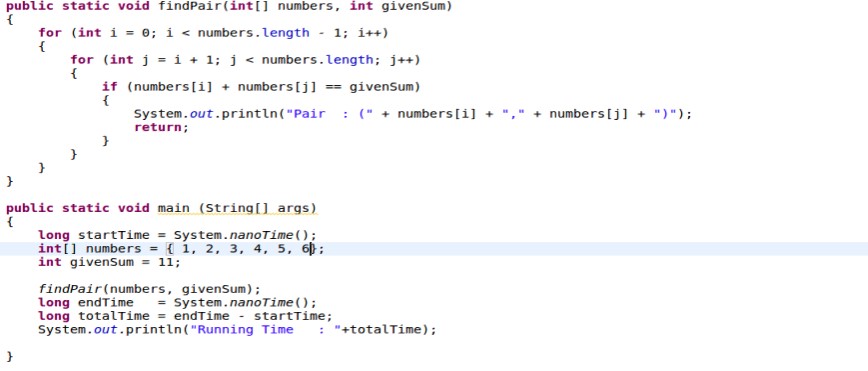 public static void findPair(int[] numbers, int givenSum)
{
    for (int i = 0; i < numbers.length - 1; i++)
    {
        for (int j = i + 1; j < numbers.length; j++)
        {
            if (numbers[i] + numbers[j] == givenSum)
            {
                System.out.println("Pair  : (" + numbers[i] + "," + numbers[j] + ")");
                return;
            }
        }
    }
}
public static void main (String[] args)
{
    long startTime = System.nanoTime();
    int[] numbers = { 1, 2, 3, 4, 5, 6};
    int givenSum = 11;
    findPair(numbers, givenSum);
    long endTime   = System.nanoTime();
    long totalTime = endTime - startTime;
    System.out.println("Running Time   : "+totalTime);
}